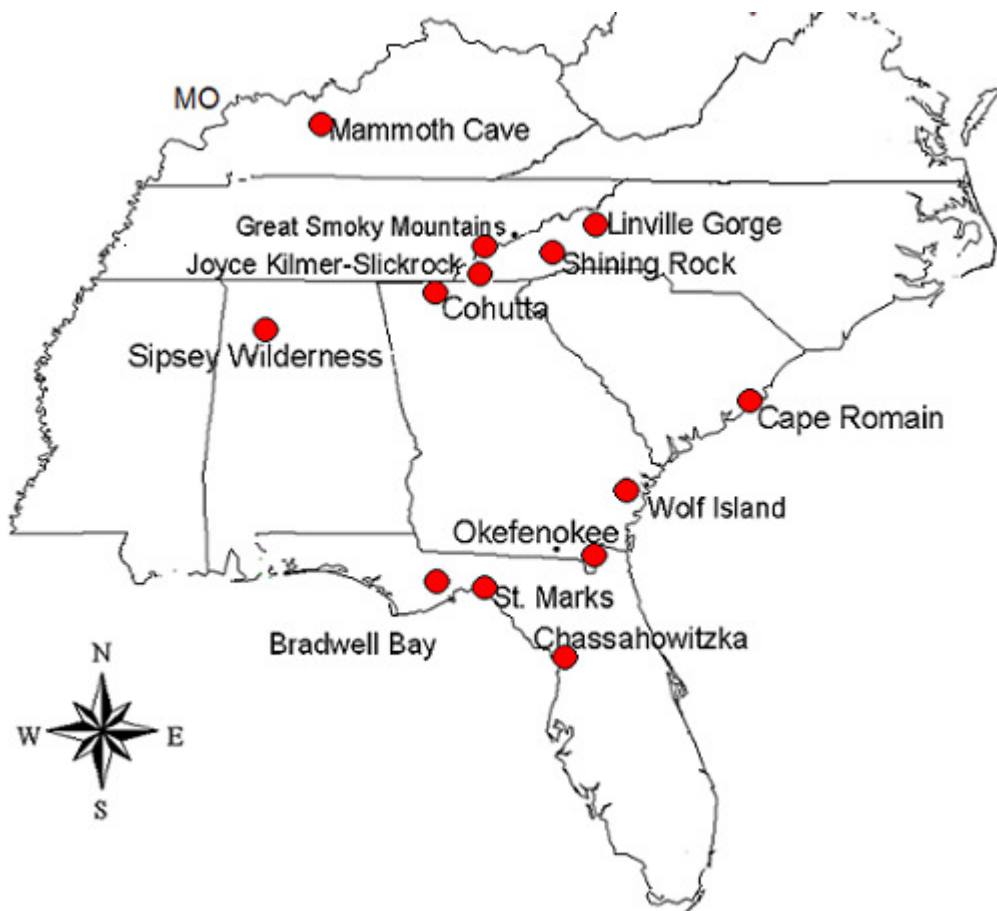 MO
Mammoth Cave
Great Smoky Mountains
Linville Gorge
Joyce Kilmer-Slickrock
Shining Rock
Cohutta
Sipsey Wilderness
Cape Romain
Wolf Island
Okefenokee
St. Marks
Bradwell Bay
Chassahowitzka
N
W
E
S